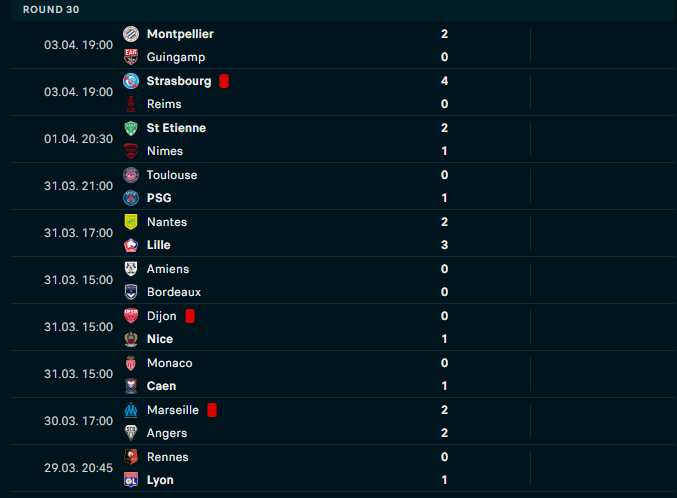 ROUND 30
03.04. 19:00 Montpellier 2
Guingamp 0
03.04. 19:00 Strasbourg 4
Reims 0
01.04. 20:30 St Etienne 2
Nimes 1
31.03. 21:00 Toulouse 0
PSG 1
31.03. 17:00 Nantes 2
Lille 3
31.03. 15:00 Amiens 0
Bordeaux 0
31.03. 15:00 Dijon 0
Nice 1
31.03. 15:00 Monaco 0
Caen 1
30.03. 17:00 Marseille 2
Angers 2
29.03. 20:45 Rennes 0
Lyon 1